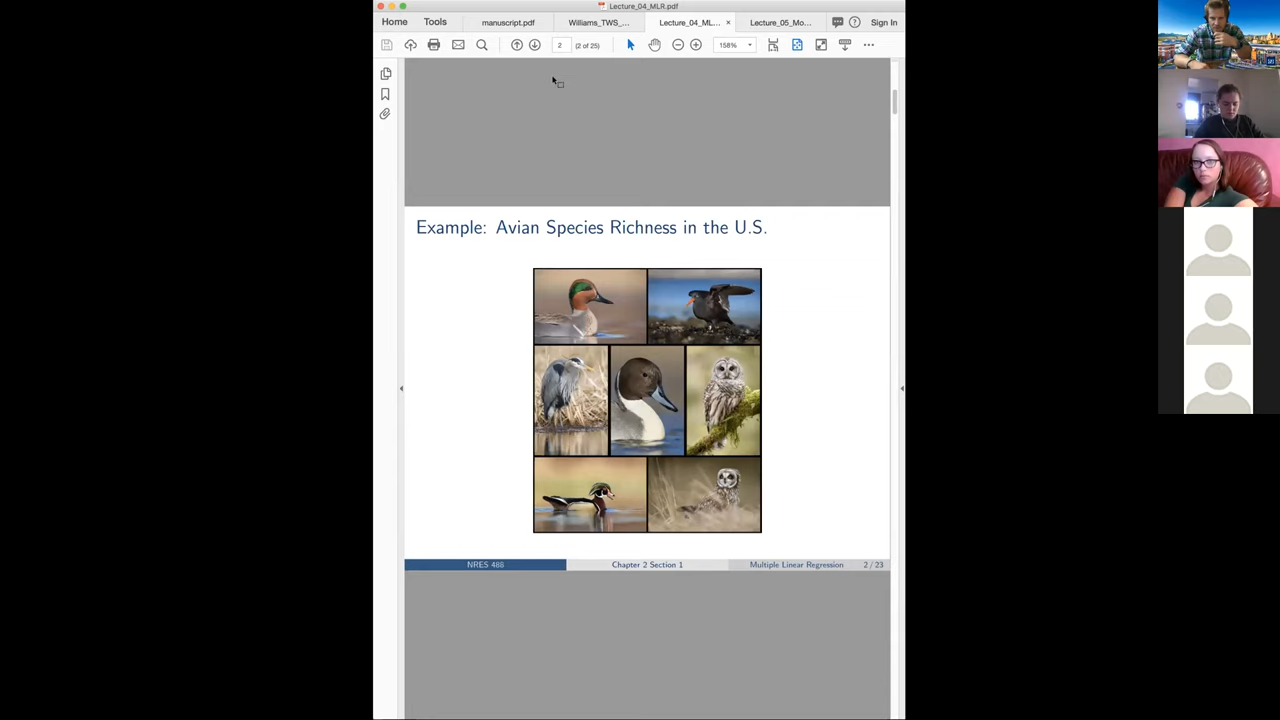 Lecture_04_MLR.pdf
Home Tools manuscript.pdf Williams_TWS_... Lecture_04_ML... × Lecture_05_Mo... Sign In
2 (2 of 25) 158%
Example: Avian Species Richness in the U.S.
NRES 488 Chapter 2 Section 1 Multiple Linear Regression 2 / 23